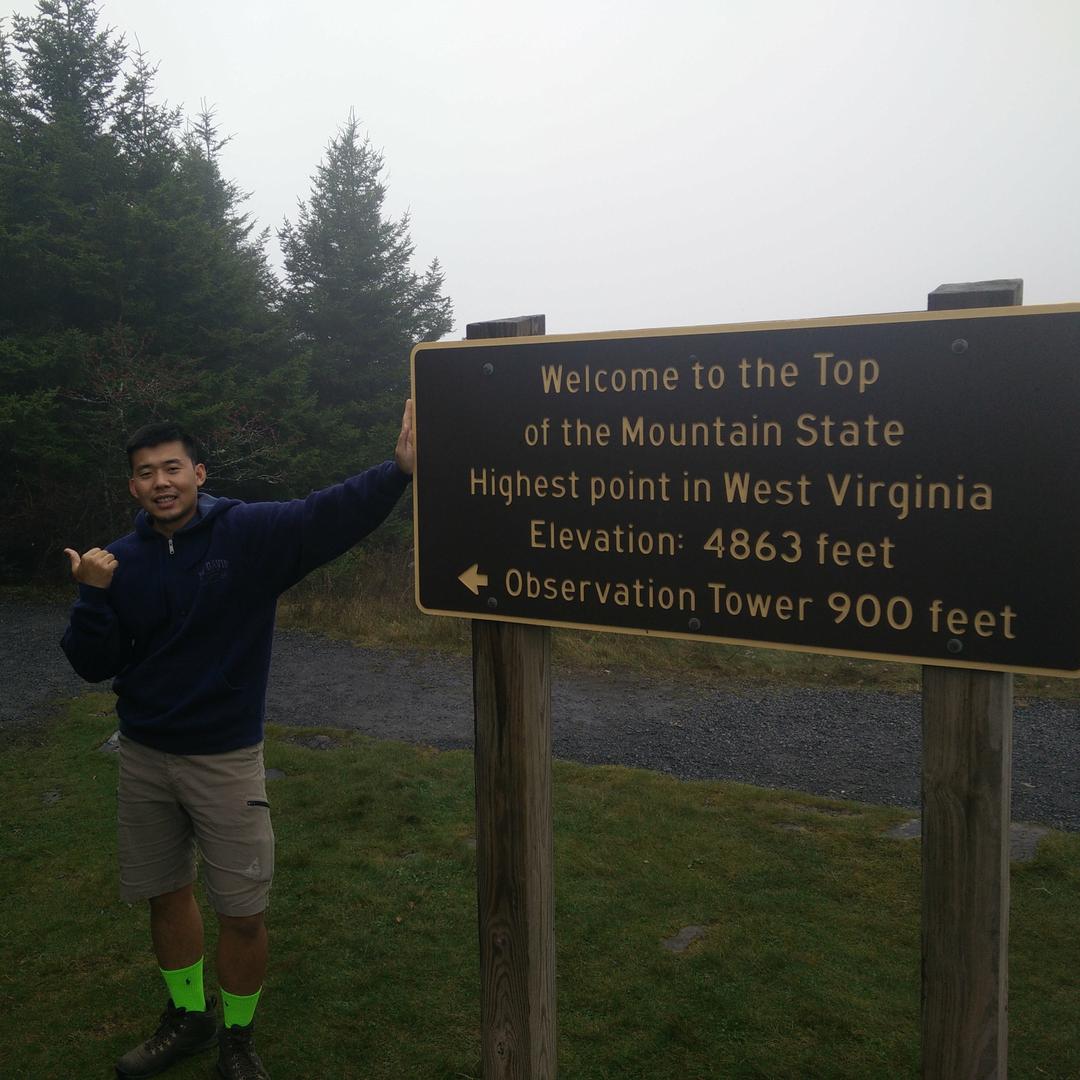 Welcome to the Top
of the Mountain State
Highest point in West Virginia
Elevation: 4863 feet
Observation Tower 900 feet